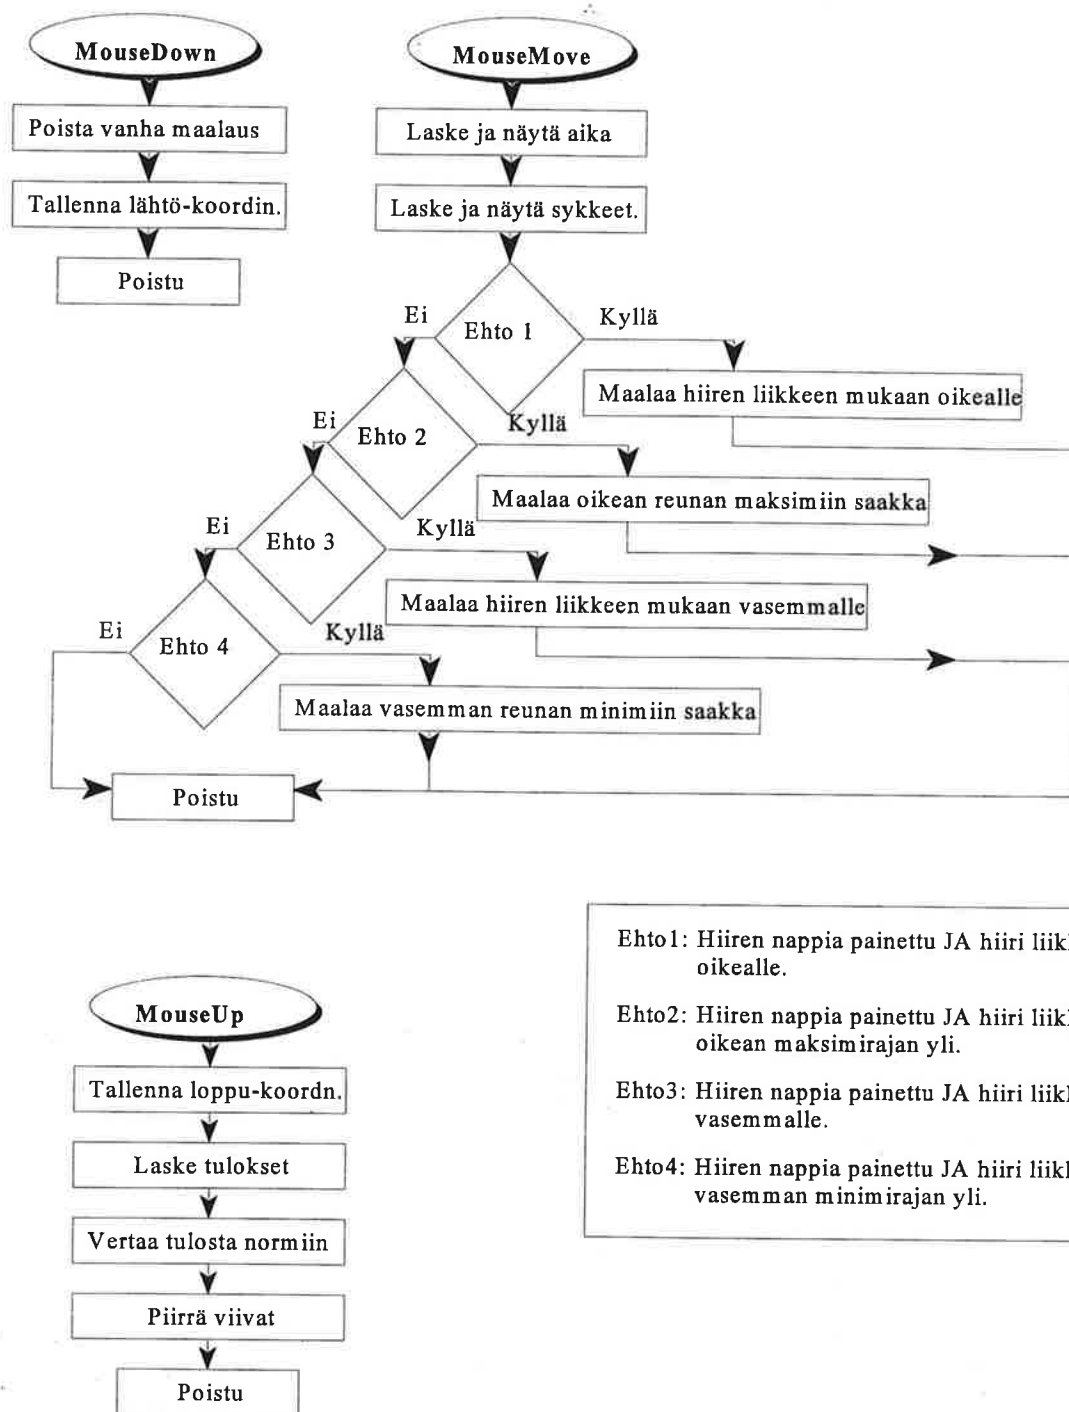 MouseDown
Poista vanha maalaus
Tallenna lähtö-koordin.
Poistu
MouseMove
Laske ja näytä aika
Laske ja näytä sykkeet.
Ehto 1
Ei
Kyllä
Maalaa hiiren liikkeen mukaan oikealle
Ehto 2
Ei
Kyllä
Maalaa oikean reunan maksimiin saakka
Ehto 3
Ei
Kyllä
Maalaa hiiren liikkeen mukaan vasemmalle
Ehto 4
Ei
Kyllä
Maalaa vasemman reunan minimiin saakka
Poistu
Ehto1: Hiiren nappia painettu JA hiiri
oikealle.
Ehto2: Hiiren nappia painettu JA hiiri
oikean maksimirajan yli.
Ehto3: Hiiren nappia painettu JA hiiri
vasemmalle.
Ehto4: Hiiren nappia painettu JA hiiri
vasemman minimirajan yli.
MouseUp
Tallenna loppu-koordn.
Laske tulokset
Vertaa tulosta normiin
Piirrä viivat
Poistu